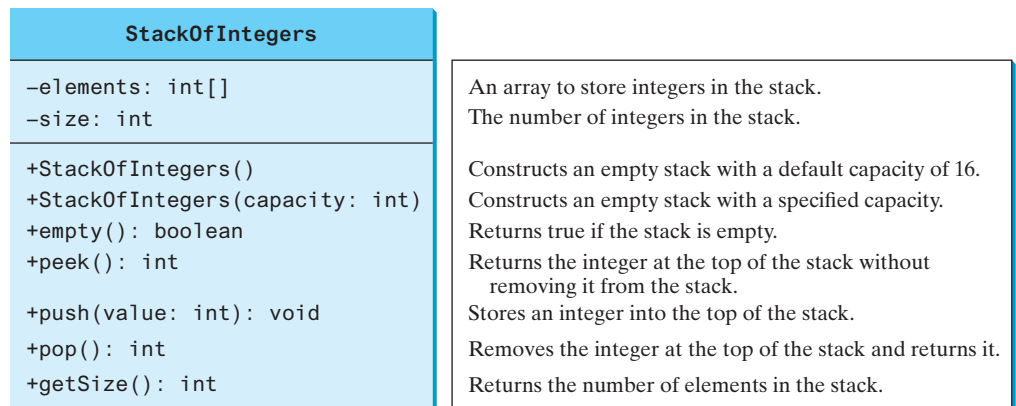 StackOfIntegers
–elements: int[]
An array to store integers in the stack.
–size: int
The number of integers in the stack.
+StackOfIntegers()
Constructs an empty stack with a default capacity of 16.
+StackOfIntegers(capacity: int)
Constructs an empty stack with a specified capacity.
+empty(): boolean
Returns true if the stack is empty.
+peek(): int
Returns the integer at the top of the stack without
removing it from the stack.
+push(value: int): void
Stores an integer into the top of the stack.
+pop(): int
Removes the integer at the top of the stack and returns it.
+getSize(): int
Returns the number of elements in the stack.